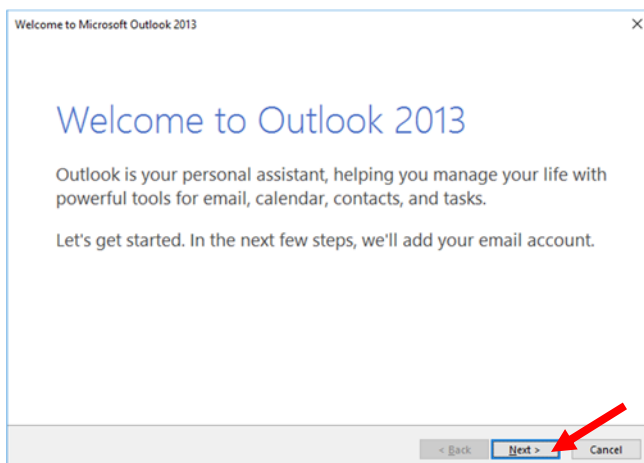 Welcome to Microsoft Outlook 2013
Welcome to Outlook 2013
Outlook is your personal assistant, helping you manage your life with
powerful tools for email, calendar, contacts, and tasks.
Let's get started. In the next few steps, we'll add your email account.
< Back Next > Cancel